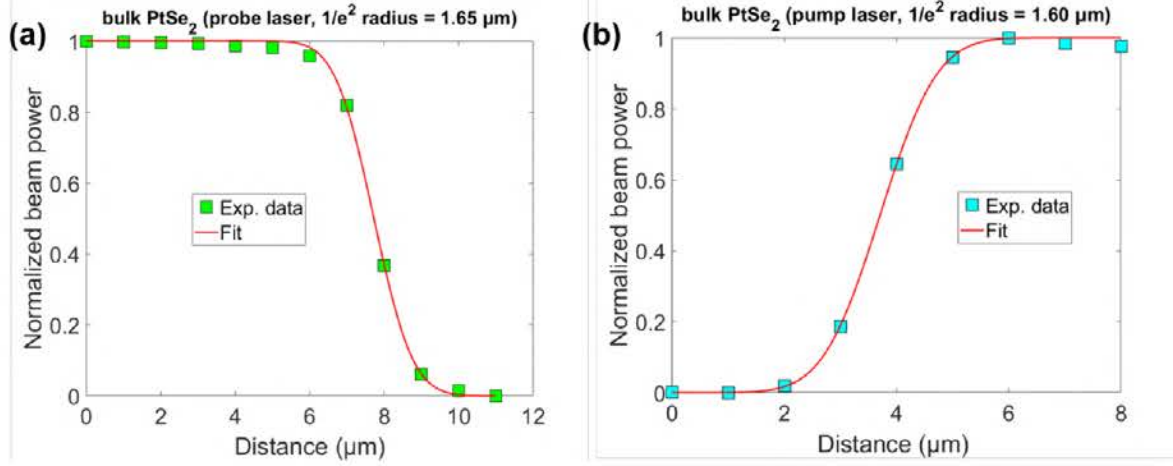 bulk PtSe₂ (probe laser, 1/e² radius = 1.65 µm)
(a)
Normalized beam power
1
0.8
0.6
0.4
0.2
0
Exp. data
Fit
0 2 4 6 8 10 12
Distance (µm)
bulk PtSe₂ (pump laser, 1/e² radius = 1.60 µm)
(b)
Normalized beam power
1
0.8
0.6
0.4
0.2
0
Exp. data
Fit
0 2 4 6 8
Distance (µm)